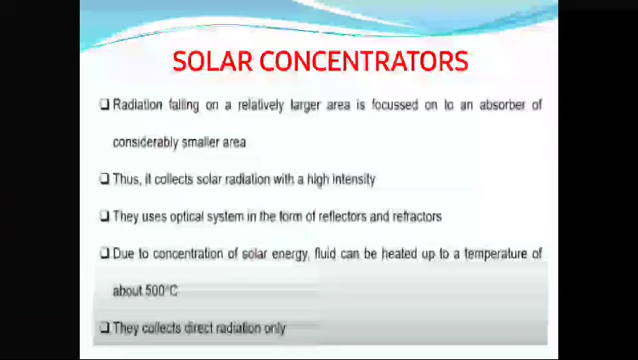 SOLAR CONCENTRATORS
❑ Radiation falling on a relatively larger area is focussed on to an absorber of
considerably smaller area
❑ Thus, it collects solar radiation with a high intensity
❑ They uses optical system in the form of reflectors and refractors
❑ Due to concentration of solar energy, fluid can be heated up to a temperature of
about 500°C
❑ They collects direct radiation only